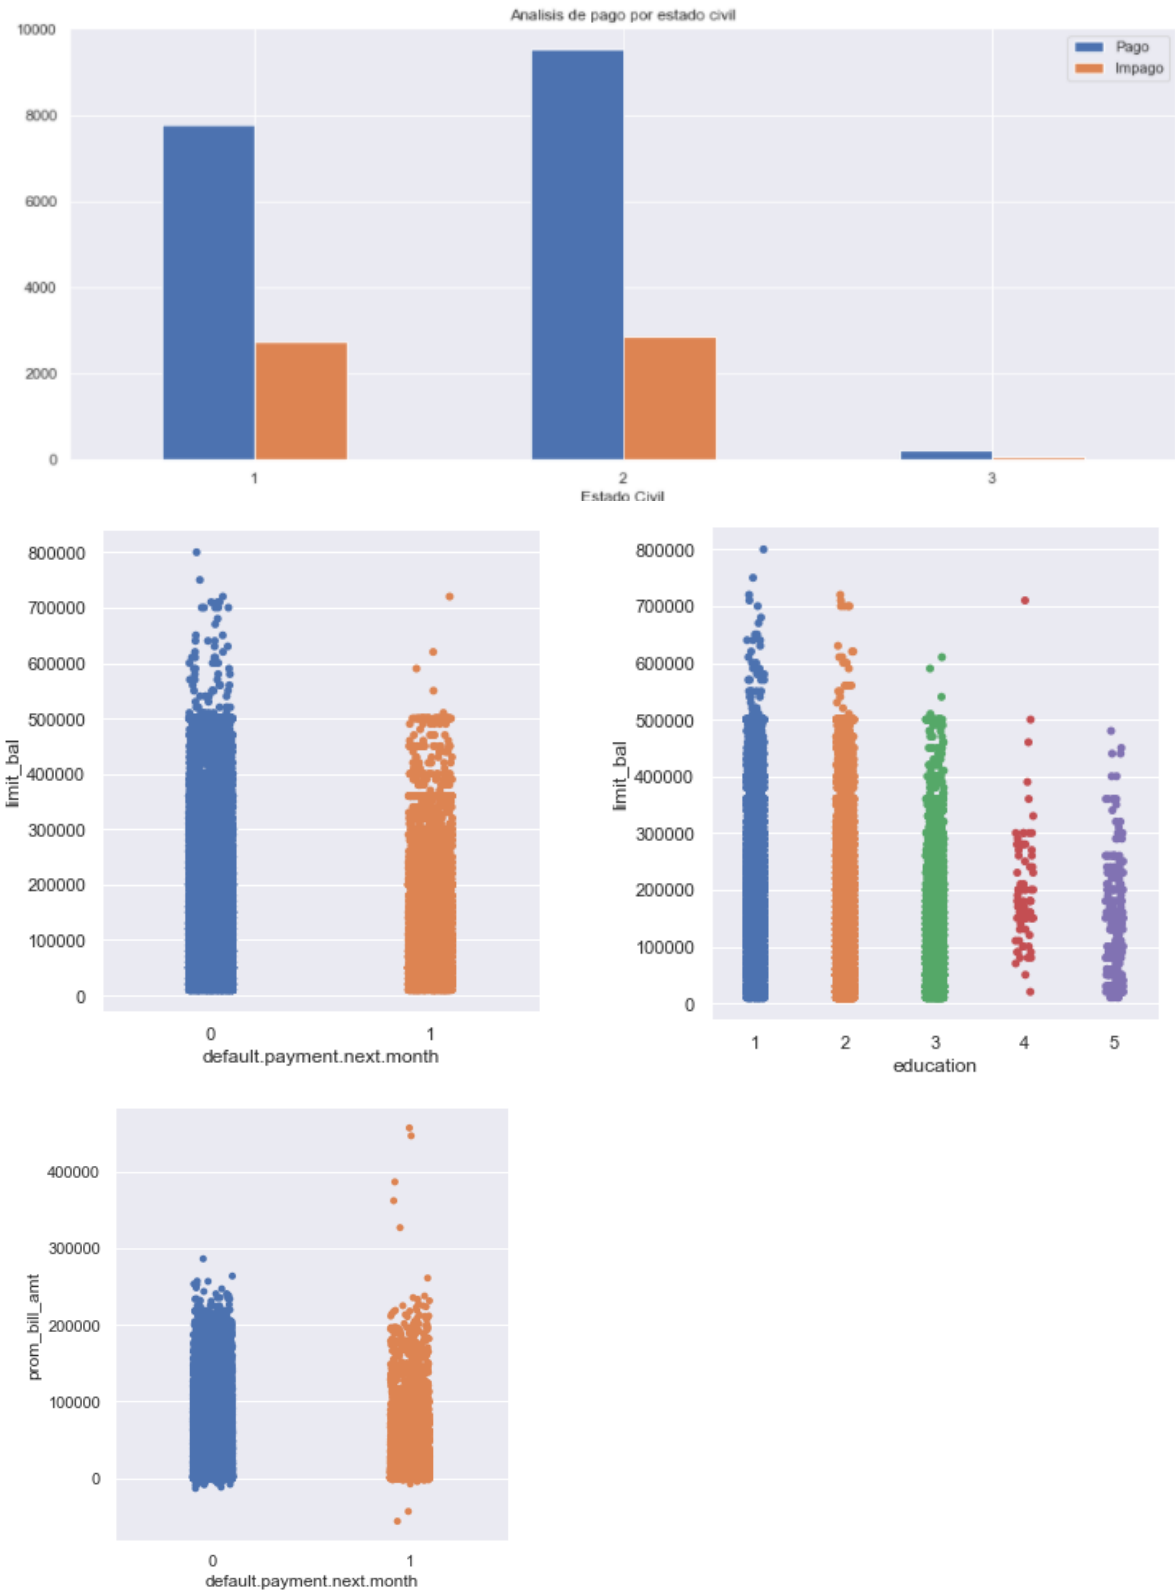 Analisis de pago por estado civil
10000
8000
6000
4000
2000
0
Pago
Impago
1 2 3
Estado Civil
800000
700000
600000
500000
400000
300000
200000
100000
0
limit_bal
0 1
default.payment.next.month
800000
700000
600000
500000
400000
300000
200000
100000
0
limit_bal
1 2 3 4 5
education
400000
300000
200000
100000
0
prom_bill_amt
0 1
default.payment.next.month